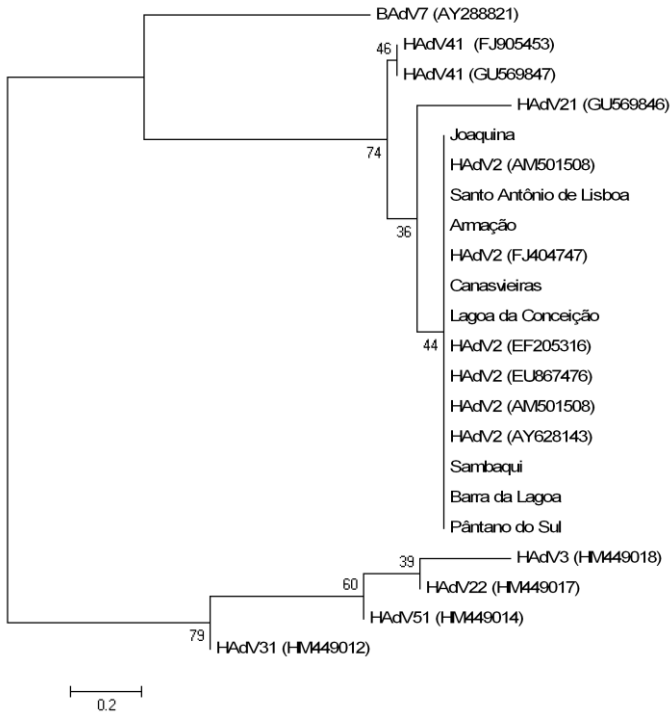 BAdV7 (AY288821)
46
HAdV41 (FJ905453)
HAdV41 (GU569847)
HAdV21 (GU569846)
Joaquina
74
HAdV2 (AM501508)
Santo Antônio de Lisboa
Armação
36
HAdV2 (FJ404747)
Canasvieiras
Lagoa da Conceição
44
HAdV2 (EF205316)
HAdV2 (EU867476)
HAdV2 (AM501508)
HAdV2 (AY628143)
Sambaqui
Barra da Lagoa
Pântano do Sul
39
HAdV3 (HM449018)
60
HAdV22 (HM449017)
HAdV51 (HM449014)
79
HAdV31 (HM449012)
0.2